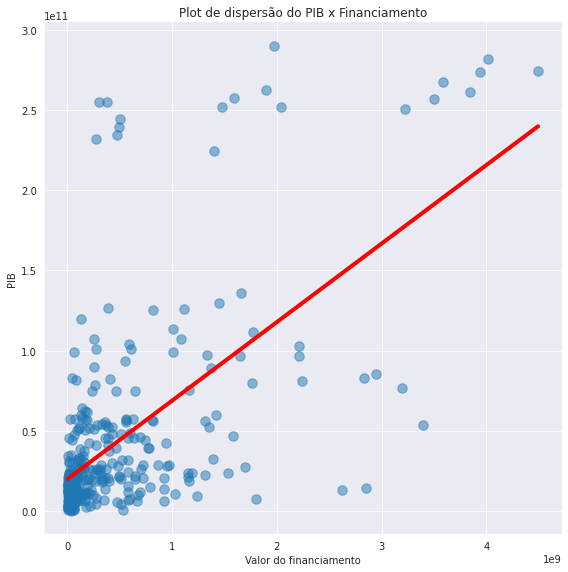 Plot de dispersão do PIB x Financiamento
1e11
3.0
2.5
2.0
1.5
1.0
0.5
0.0
PIB
0
1
2
3
4
1e9
Valor do financiamento